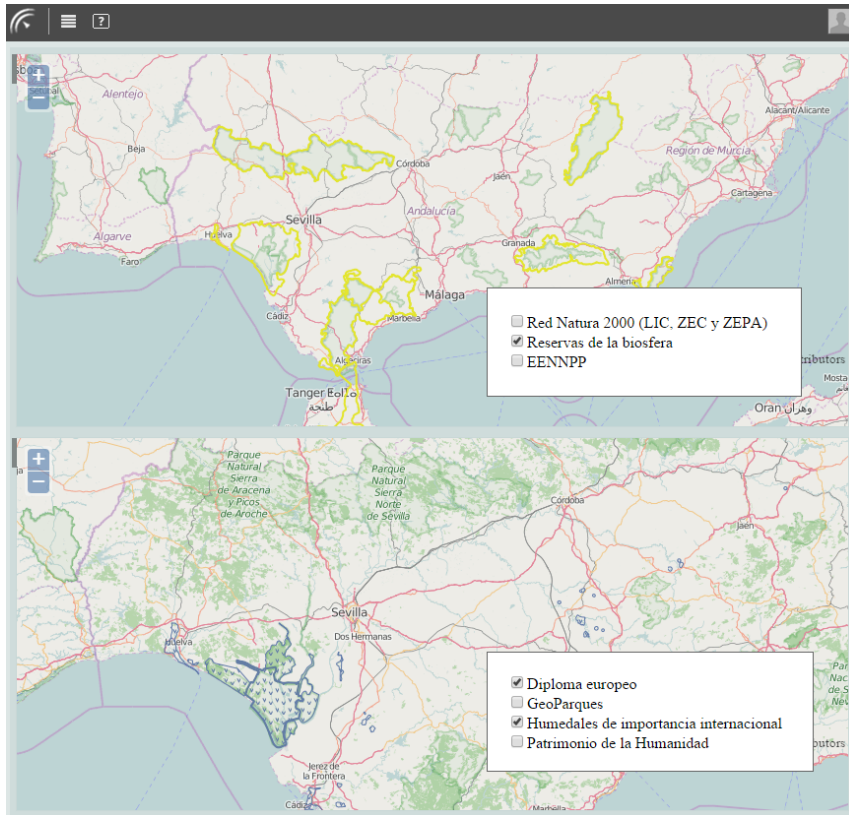 ?
+
−
Alentejo
Beja
Algarve
Faro
Huelva
Sevilla
Córdoba
Jaén
Andalucía
Granada
Región de Murcia
Alacant/Alicante
Cartagena
Málaga
Cádiz
Marbella
Algeciras
Tanger
طنجة
Oran وهران
Red Natura 2000 (LIC, ZEC y ZEPA)
Reservas de la biosfera
EENNPP
+
−
Parque
Natural
Sierra
de Aracena
y Picos
de Aroche
Parque
Natural
Sierra
Norte
de Sevilla
Córdoba
Jaén
Sevilla
Dos Hermanas
Huelva
Jerez de
la Frontera
Cádiz
Marbella
Diploma europeo
GeoParques
Humedales de importancia internacional
Patrimonio de la Humanidad